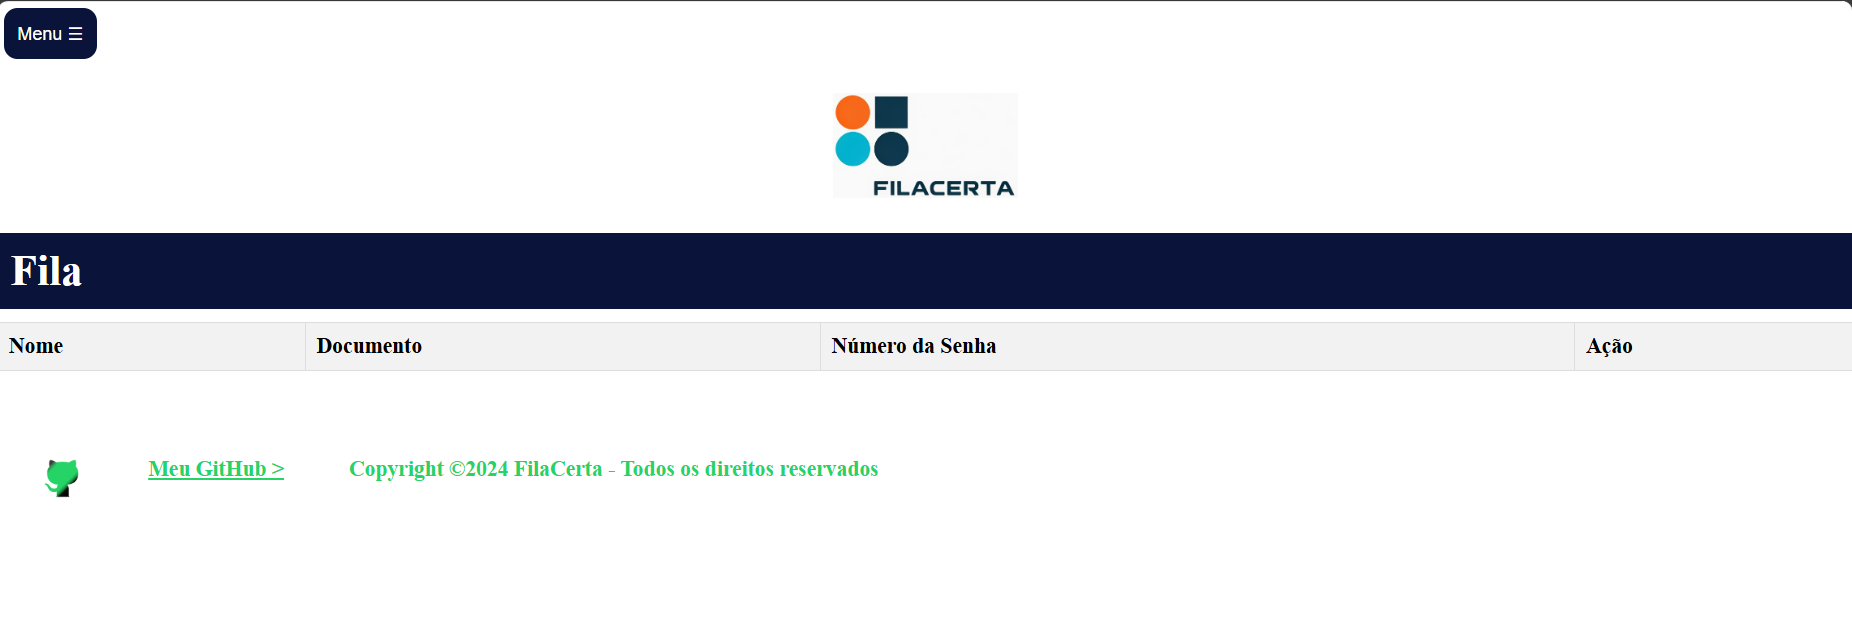 Menu ☰
FILACERTA
Fila
Nome Documento Número da Senha Ação
Meu GitHub > Copyright ©2024 FilaCerta - Todos os direitos reservados